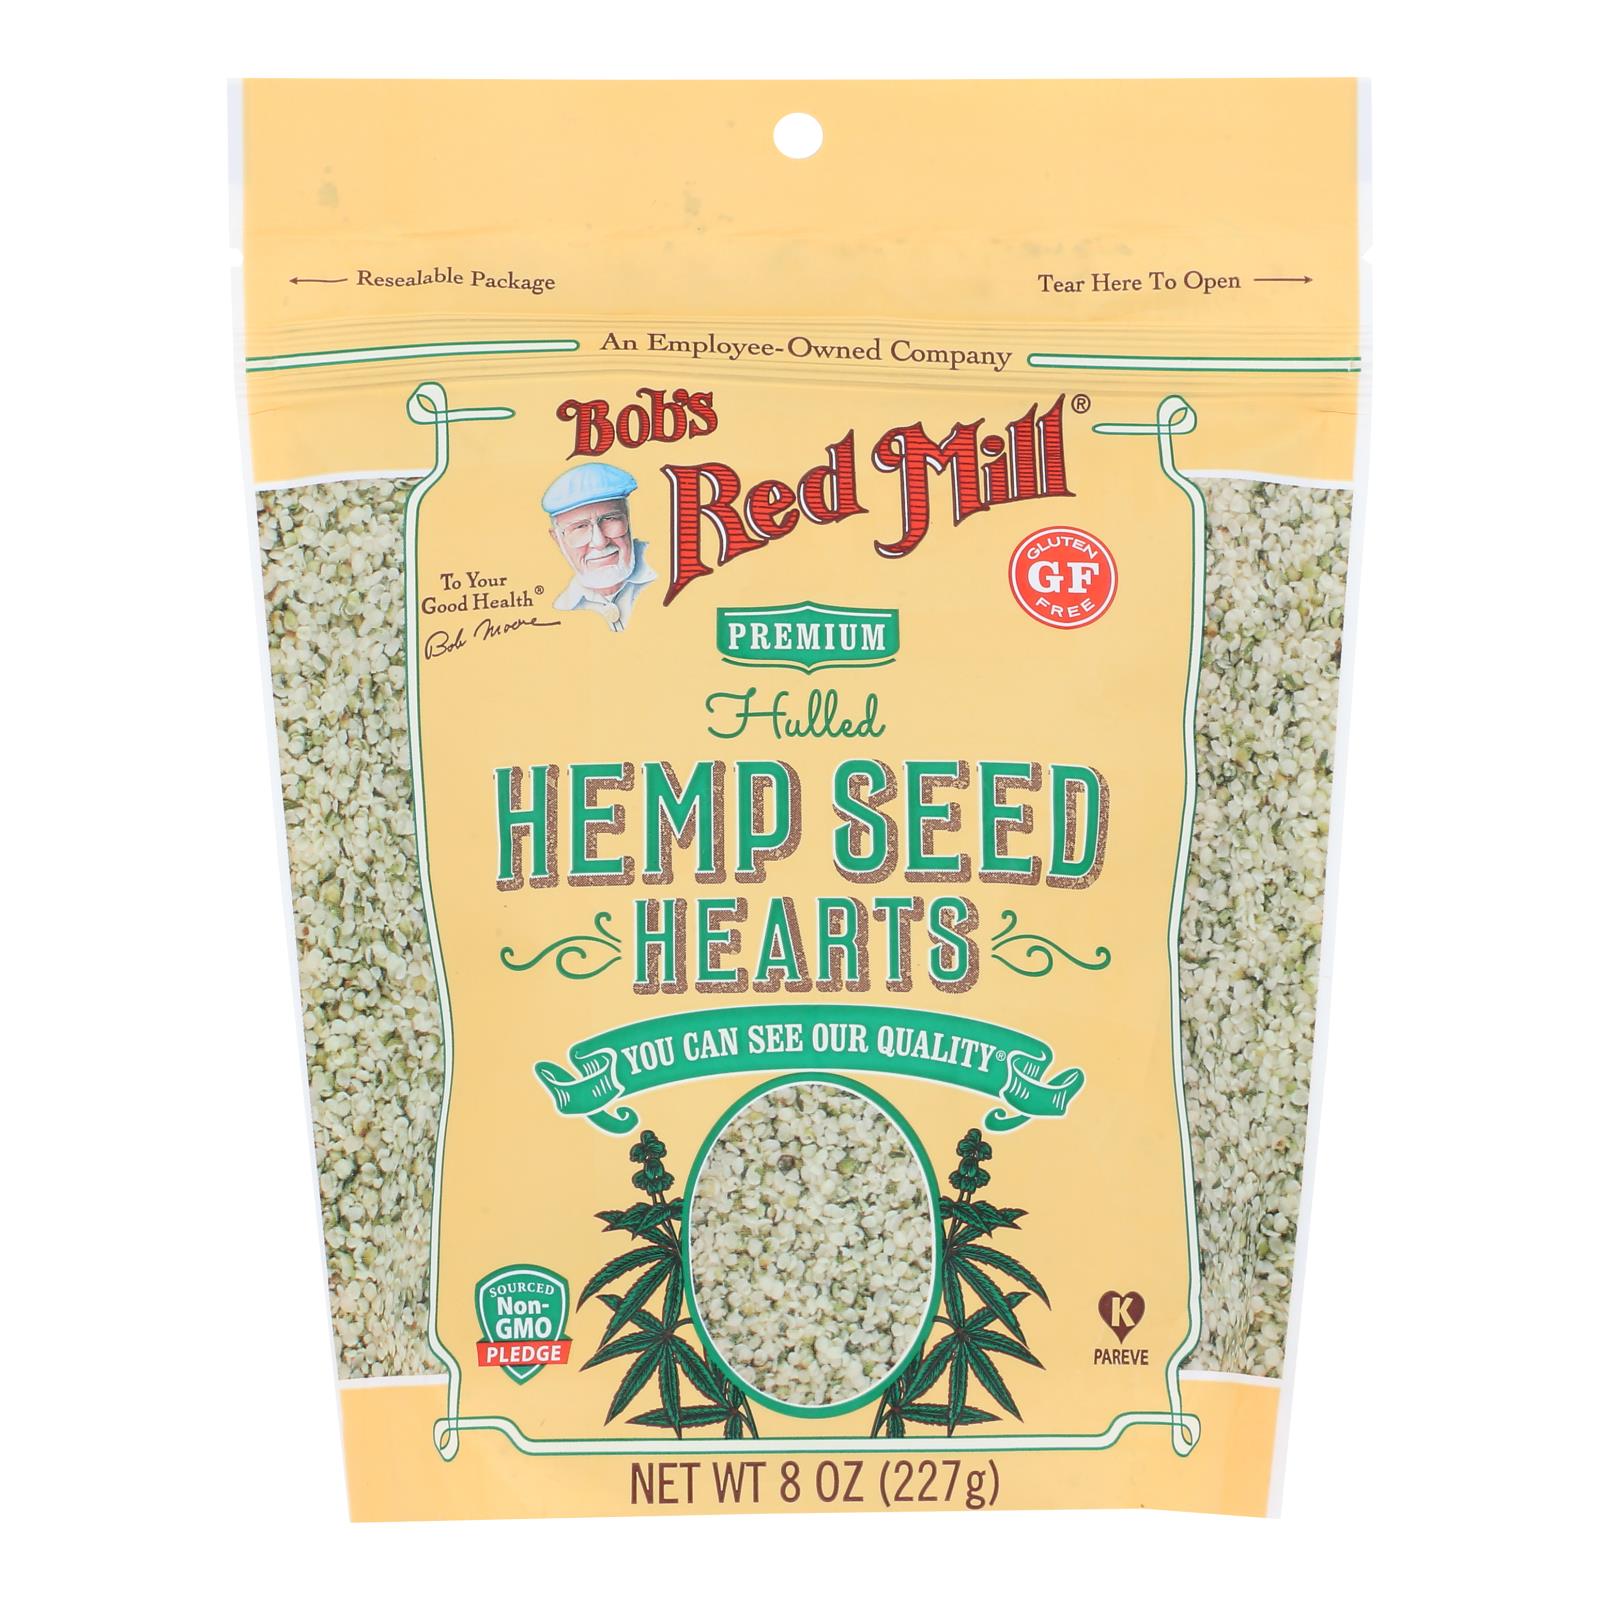 Resealable Package
Tear Here To Open
An Employee-Owned Company
Bob's
Red Mill®
To Your
Good Health®
Bob Moore
GLUTEN
GF
FREE
PREMIUM
Hulled
HEMP SEED
HEARTS
YOU CAN SEE OUR QUALITY®
SOURCED
Non-
GMO
PLEDGE
K
PAREVE
NET WT 8 OZ (227g)